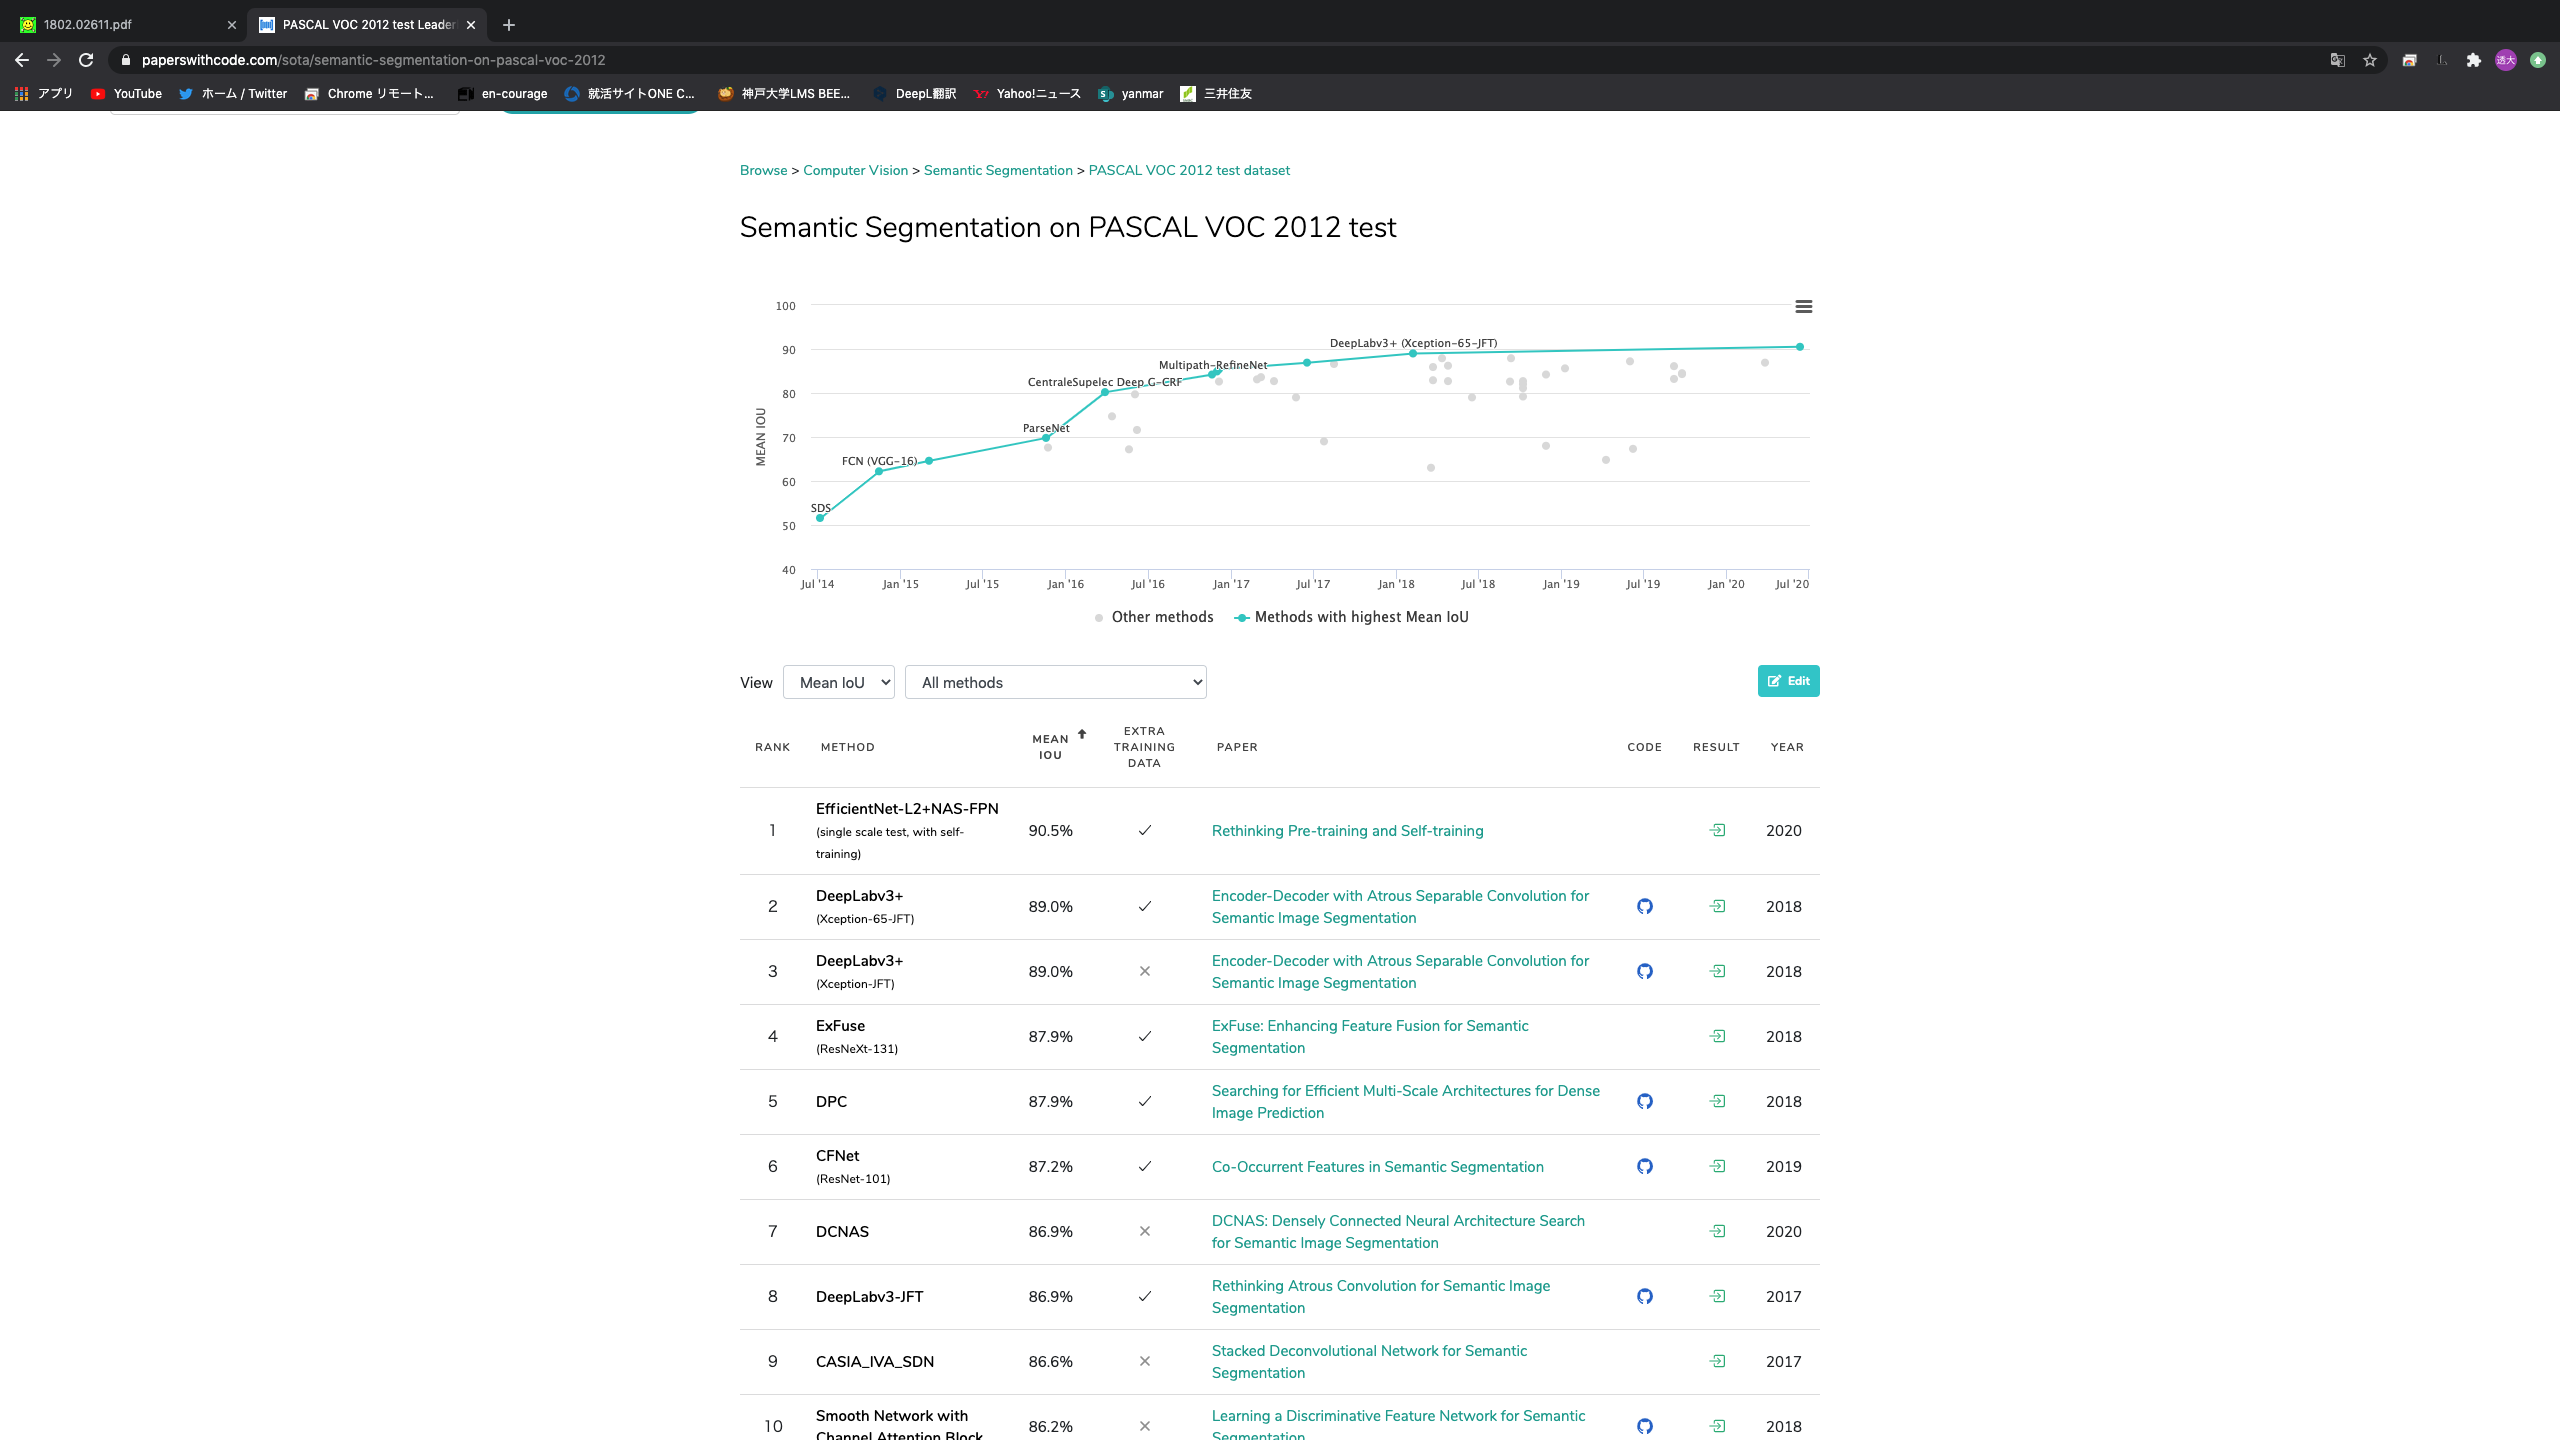 1802.02611.pdf
PASCAL VOC 2012 test Leader
paperswithcode.com/sota/semantic-segmentation-on-pascal-voc-2012
透大
アプリ
YouTube
ホーム / Twitter
Chrome リモート...
en-courage
就活サイトONE C...
神戸大学LMS BEE...
DeepL翻訳
Yahoo!ニュース
yanmar
三井住友
Browse > Computer Vision > Semantic Segmentation > PASCAL VOC 2012 test dataset
Semantic Segmentation on PASCAL VOC 2012 test
MEAN IOU
100
90
80
70
60
50
40
DeepLabv3+ (Xception-65-JFT)
Multipath-RefineNet
CentraleSupelec Deep G-CRF
ParseNet
FCN (VGG-16)
SDS
Jul '14
Jan '15
Jul '15
Jan '16
Jul '16
Jan '17
Jul '17
Jan '18
Jul '18
Jan '19
Jul '19
Jan '20
Jul '20
Other methods
Methods with highest Mean IoU
View
Mean IoU
All methods
Edit
RANK
METHOD
MEAN
IOU
EXTRA
TRAINING
DATA
PAPER
CODE
RESULT
YEAR
1
EfficientNet-L2+NAS-FPN
(single scale test, with self-
training)
90.5%
Rethinking Pre-training and Self-training
2020
2
DeepLabv3+
(Xception-65-JFT)
89.0%
Encoder-Decoder with Atrous Separable Convolution for
Semantic Image Segmentation
2018
3
DeepLabv3+
(Xception-JFT)
89.0%
Encoder-Decoder with Atrous Separable Convolution for
Semantic Image Segmentation
2018
4
ExFuse
(ResNeXt-131)
87.9%
ExFuse: Enhancing Feature Fusion for Semantic
Segmentation
2018
5
DPC
87.9%
Searching for Efficient Multi-Scale Architectures for Dense
Image Prediction
2018
6
CFNet
(ResNet-101)
87.2%
Co-Occurrent Features in Semantic Segmentation
2019
7
DCNAS
86.9%
DCNAS: Densely Connected Neural Architecture Search
for Semantic Image Segmentation
2020
8
DeepLabv3-JFT
86.9%
Rethinking Atrous Convolution for Semantic Image
Segmentation
2017
9
CASIA_IVA_SDN
86.6%
Stacked Deconvolutional Network for Semantic
Segmentation
2017
10
Smooth Network with
Channel Attention Block
86.2%
Learning a Discriminative Feature Network for Semantic
Segmentation
2018